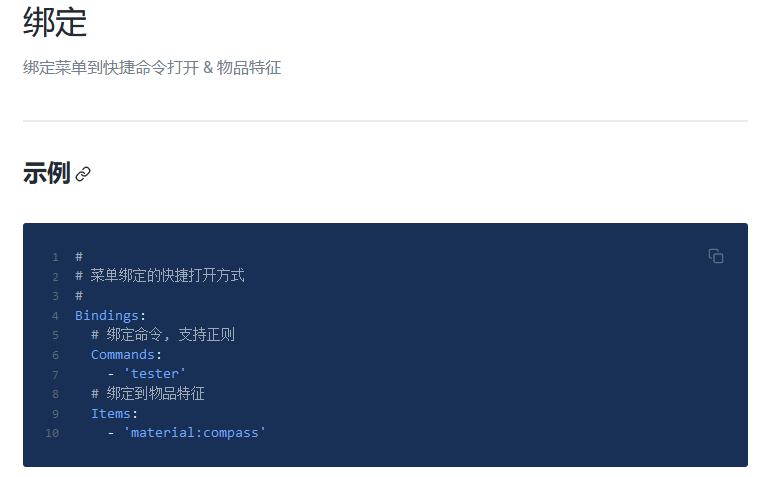 绑定
绑定菜单到快捷命令打开 & 物品特征
示例
1 #
2 # 菜单绑定的快捷打开方式
3 #
4 Bindings:
5 # 绑定命令, 支持正则
6 Commands:
7 - 'tester'
8 # 绑定到物品特征
9 Items:
10 - 'material:compass'